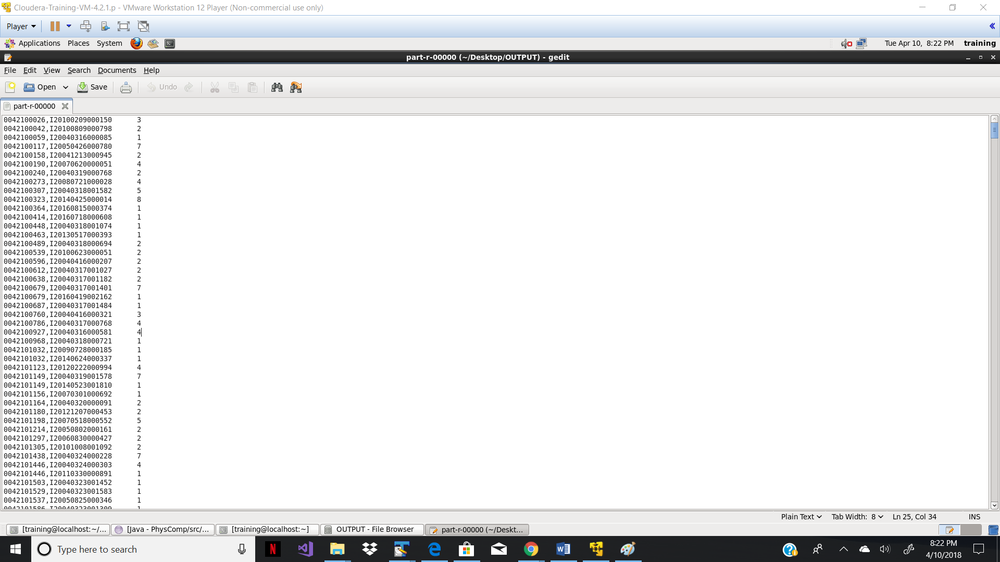 Cloudera-Training-VM-4.2.1.p - VMware Workstation 12 Player (Non-commercial use only)
Player
Applications Places System Tue Apr 10, 8:22 PM training
part-r-00000 (~/Desktop/OUTPUT) - gedit
File Edit View Search Documents Help
Open Save Undo
part-r-00000
0042100026,I20100209000150 3
0042100042,I20100809000798 2
0042100059,I20040316000085 1
0042100117,I20050426000780 7
0042100158,I20041213000945 2
0042100190,I20070620000051 4
0042100240,I20040319000768 2
0042100273,I20080721000028 4
0042100307,I20040318001582 5
0042100323,I20140425000014 8
0042100364,I20160815000374 1
0042100414,I20160718000608 1
0042100448,I20040318001074 1
0042100463,I20130517000393 1
0042100489,I20040318000694 2
0042100539,I20100623000051 2
0042100596,I20040416000207 2
0042100612,I20040317001027 2
0042100638,I20040317001182 2
0042100679,I20040317001401 7
0042100679,I20160419002162 1
0042100687,I20040317001484 1
0042100760,I20040416000321 3
0042100786,I20040317000768 4
0042100927,I20040316000581 4
0042100968,I20040318000721 1
0042101032,I20090728000185 1
0042101032,I20140624000337 1
0042101123,I20120222000994 4
0042101149,I20040319001578 7
0042101149,I20140523001810 1
0042101156,I20070301000692 1
0042101164,I20040320000091 2
0042101180,I20121207000453 2
0042101198,I20070518000552 5
0042101214,I20050802000161 2
0042101297,I20060830000427 2
0042101305,I20101008001092 2
0042101438,I20040324000228 7
0042101446,I20040324000303 4
0042101446,I20110330000891 1
0042101503,I20040323001452 1
0042101529,I20040323001583 1
0042101537,I20050825000346 1
0042101586,I20040323001309 1
Plain Text Tab Width: 8 Ln 25, Col 34 INS
[training@localhost:~/... [Java - PhysComp/src/... [training@localhost:~] OUTPUT - File Browser part-r-00000 (~/Deskt...
Type here to search
8:22 PM
4/10/2018